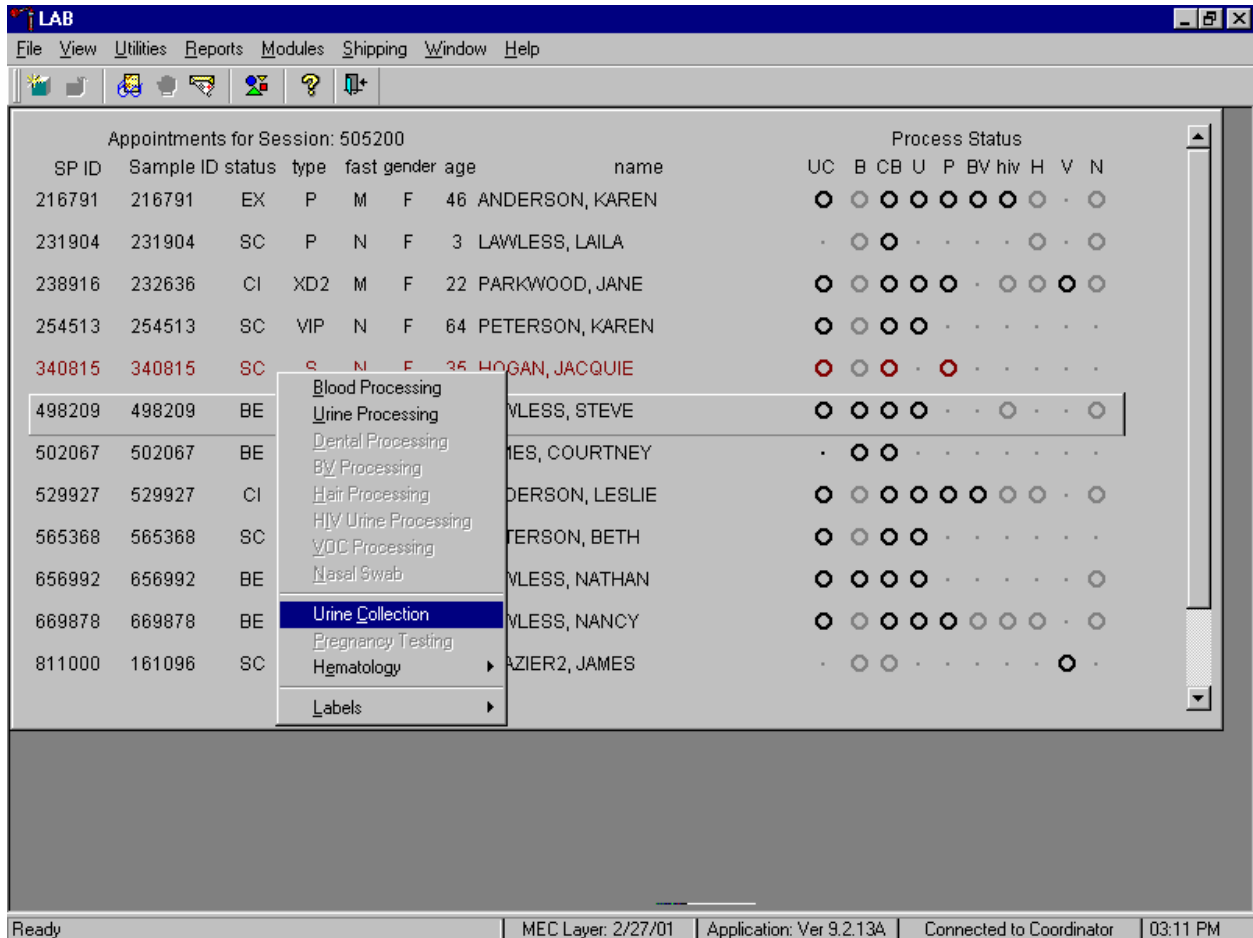 LAB
File View Utilities Reports Modules Shipping Window Help
Appointments for Session: 505200 Process Status
SP ID Sample ID status type fast gender age name UC B CB U P BV hiv H V N
216791 216791 EX P M F 46 ANDERSON, KAREN
231904 231904 SC P N F 3 LAWLESS, LAILA
238916 232636 CI XD2 M F 22 PARKWOOD, JANE
254513 254513 SC VIP N F 64 PETERSON, KAREN
340815 340815 SC S N F 35 HOGAN, JACQUIE
Blood Processing
498209 498209 BE Urine Processing WLESS, STEVE
Dental Processing
502067 502067 BE MES, COURTNEY
BV Processing
529927 529927 CI Hair Processing DERSON, LESLIE
HIV Urine Processing
565368 565368 SC VOC Processing TERSON, BETH
656992 656992 BE Nasal Swab WLESS, NATHAN
669878 669878 BE Urine Collection WLESS, NANCY
Pregnancy Testing
811000 161096 SC Hematology AZIER2, JAMES
Labels
Ready MEC Layer: 2/27/01 Application: Ver 9.2.13A Connected to Coordinator 03:11 PM